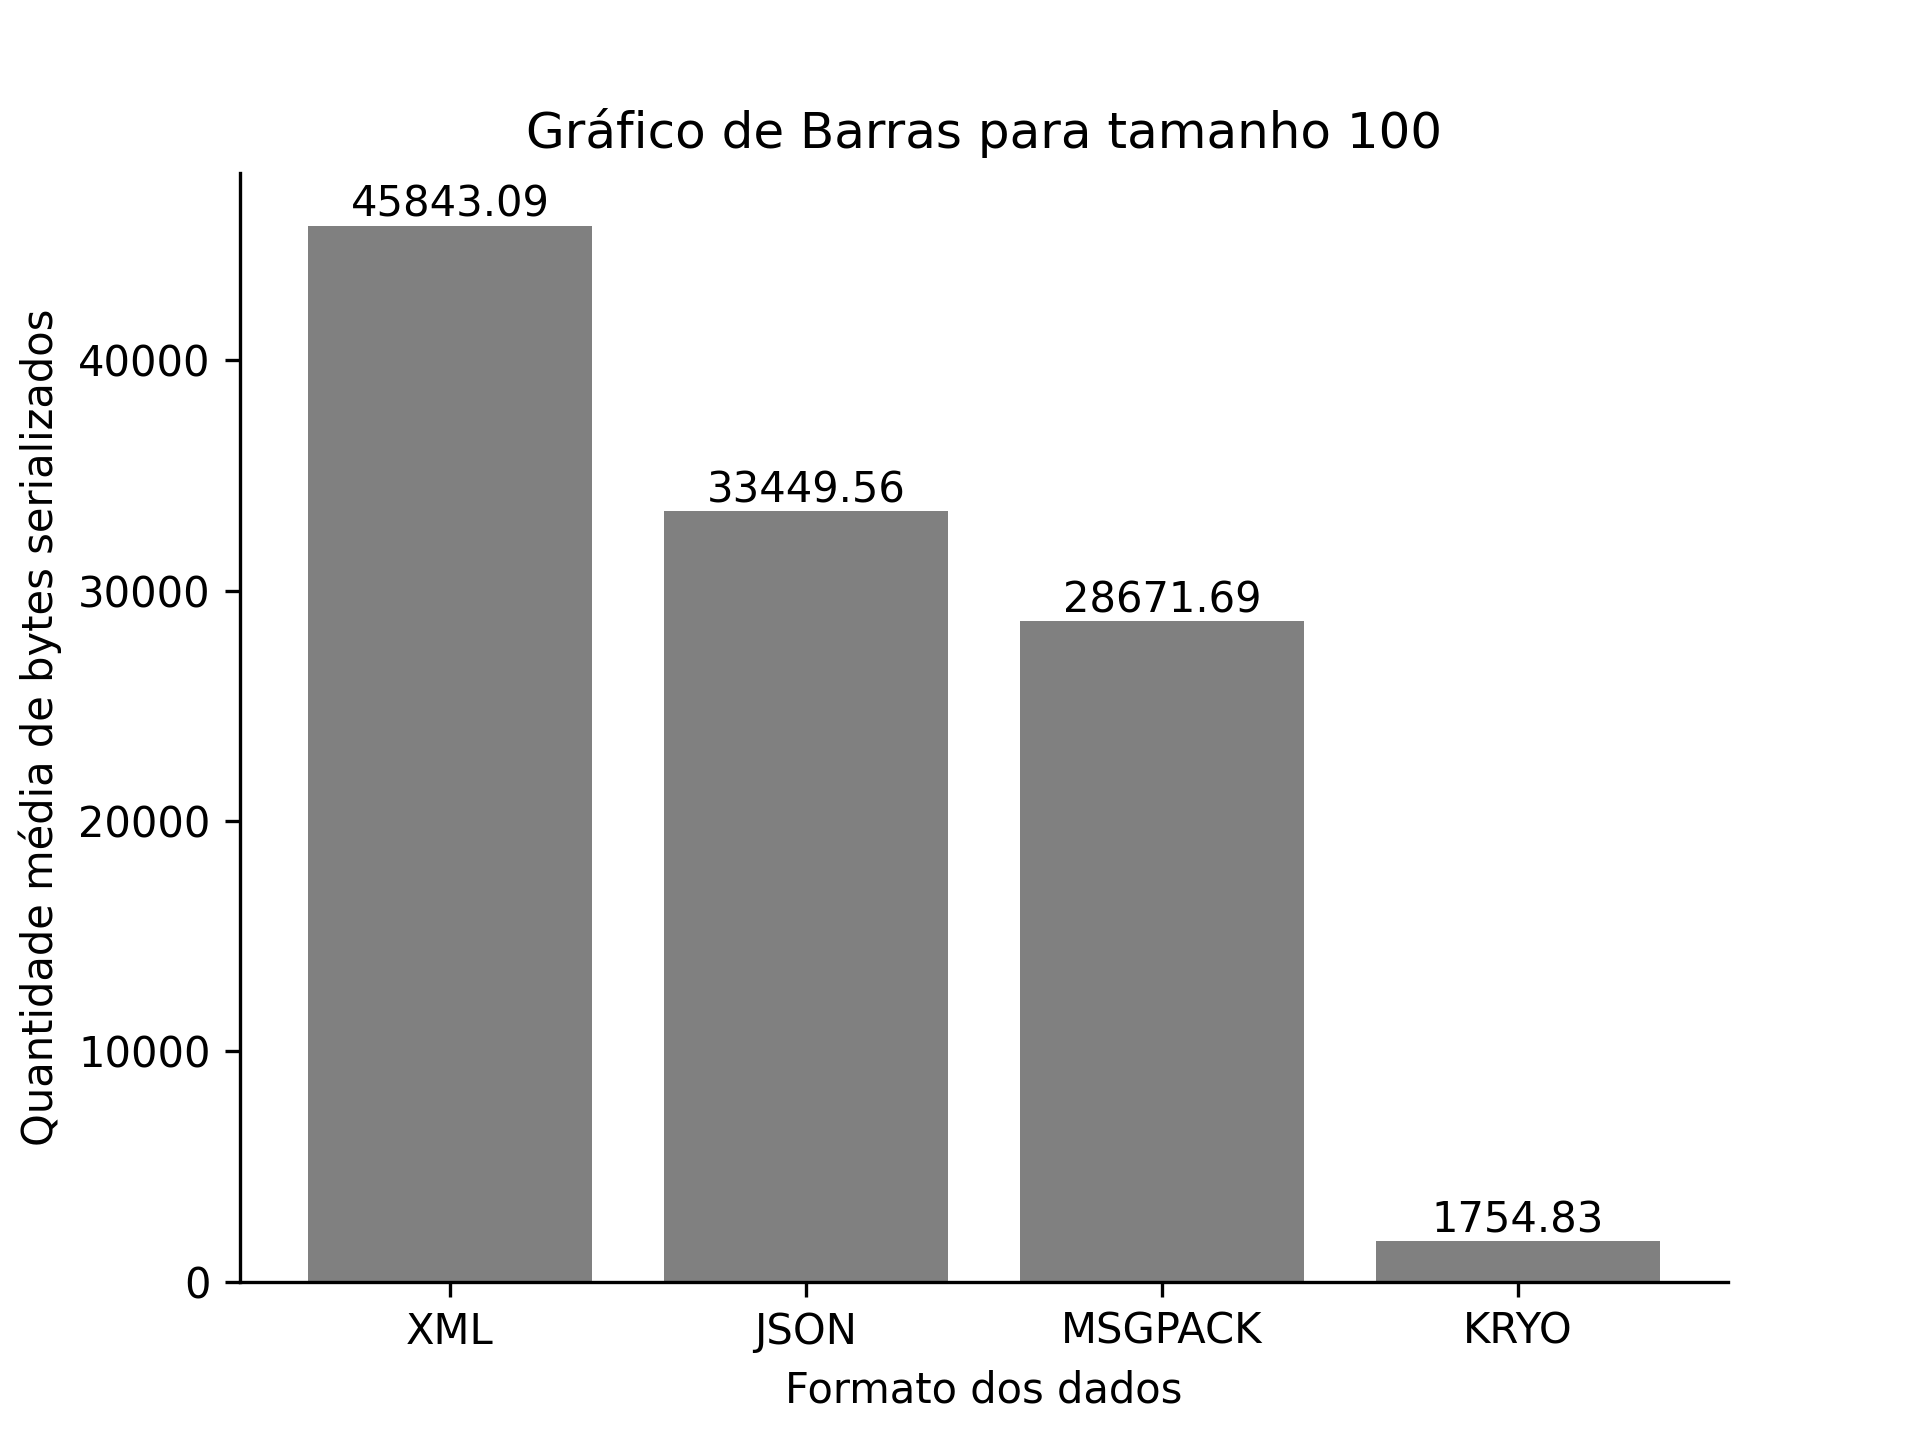 Gráfico de Barras para tamanho 100
Quantidade média de bytes serializados
40000
30000
20000
10000
0
45843.09
33449.56
28671.69
1754.83
XML
JSON
MSGPACK
KRYO
Formato dos dados